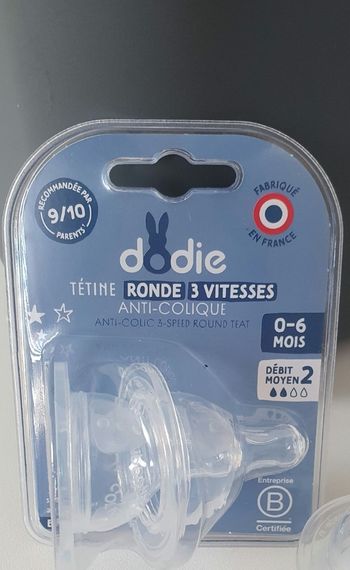 RECOMMANDÉE PAR
9/10
PARENTS
FABRIQUÉ
EN FRANCE
dodie
TÉTINE RONDE 3 VITESSES
ANTI-COLIQUE
ANTI-COLIC 3-SPEED ROUND TEAT
0-6
MOIS
DÉBIT
MOYEN 2
Entreprise
B
Certifiée